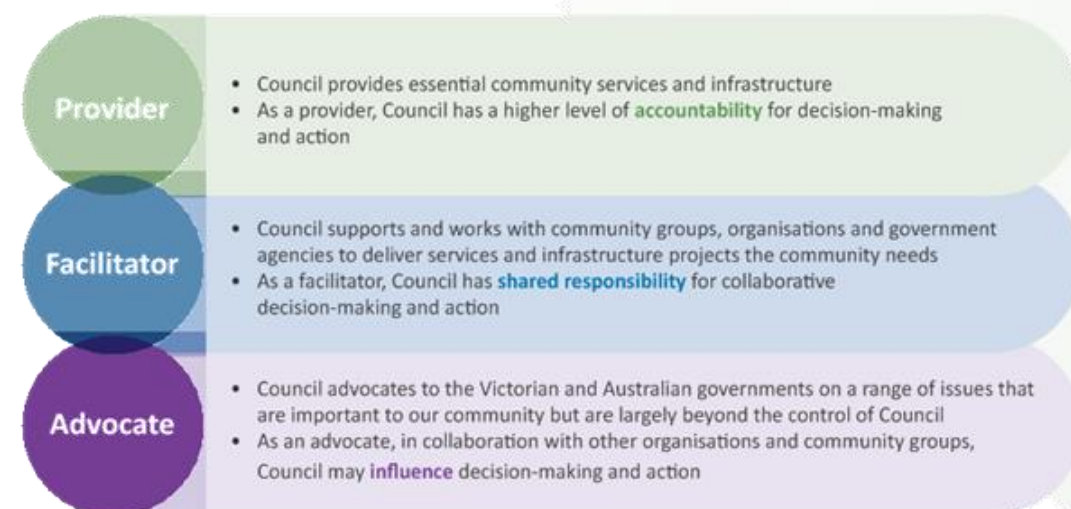 Provider
• Council provides essential community services and infrastructure
• As a provider, Council has a higher level of accountability for decision-making
and action
Facilitator
• Council supports and works with community groups, organisations and government
agencies to deliver services and infrastructure projects the community needs
• As a facilitator, Council has shared responsibility for collaborative
decision-making and action
Advocate
• Council advocates to the Victorian and Australian governments on a range of issues that
are important to our community but are largely beyond the control of Council
• As an advocate, in collaboration with other organisations and community groups,
Council may influence decision-making and action